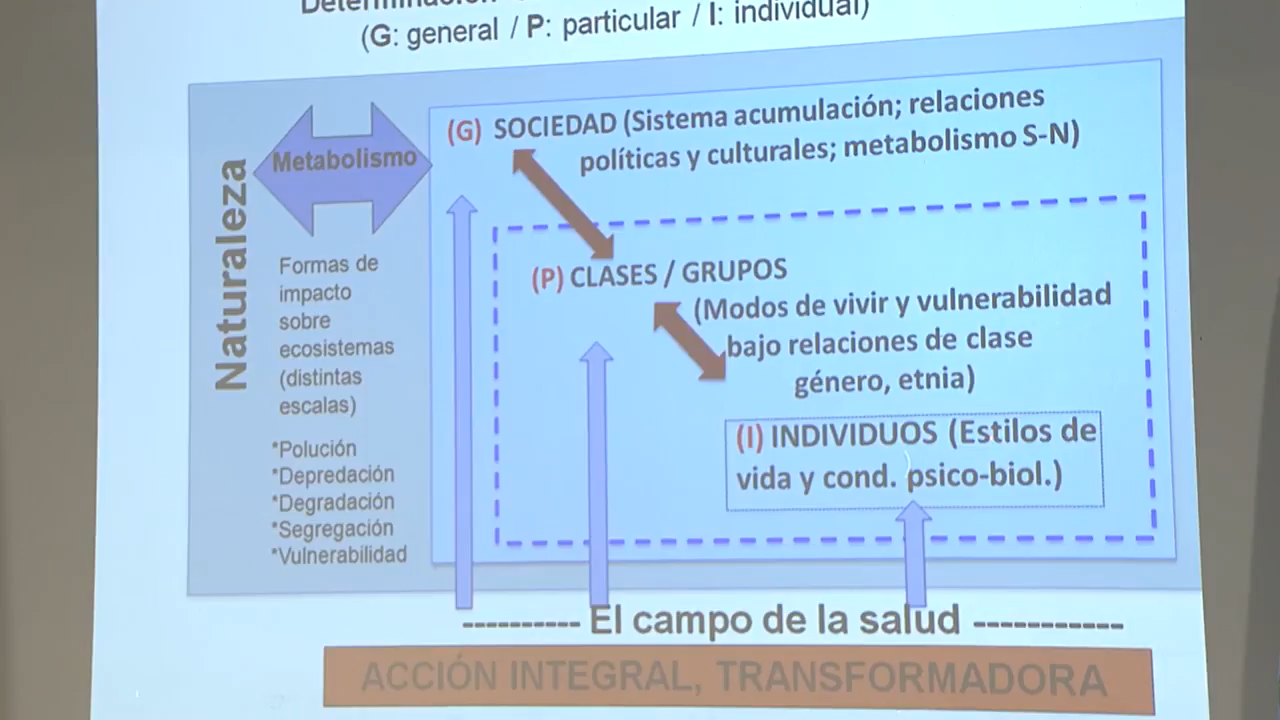 Determinación
(G: general / P: particular / I: individual)
Naturaleza
Metabolismo
Formas de
impacto
sobre
ecosistemas
(distintas
escalas)
*Polución
*Depredación
*Degradación
*Segregación
*Vulnerabilidad
(G) SOCIEDAD (Sistema acumulación; relaciones
políticas y culturales; metabolismo S-N)
(P) CLASES / GRUPOS
(Modos de vivir y vulnerabilidad
bajo relaciones de clase
género, etnia)
(I) INDIVIDUOS (Estilos de
vida y cond. psico-biol.)
---------- El campo de la salud -----------
ACCIÓN INTEGRAL, TRANSFORMADORA